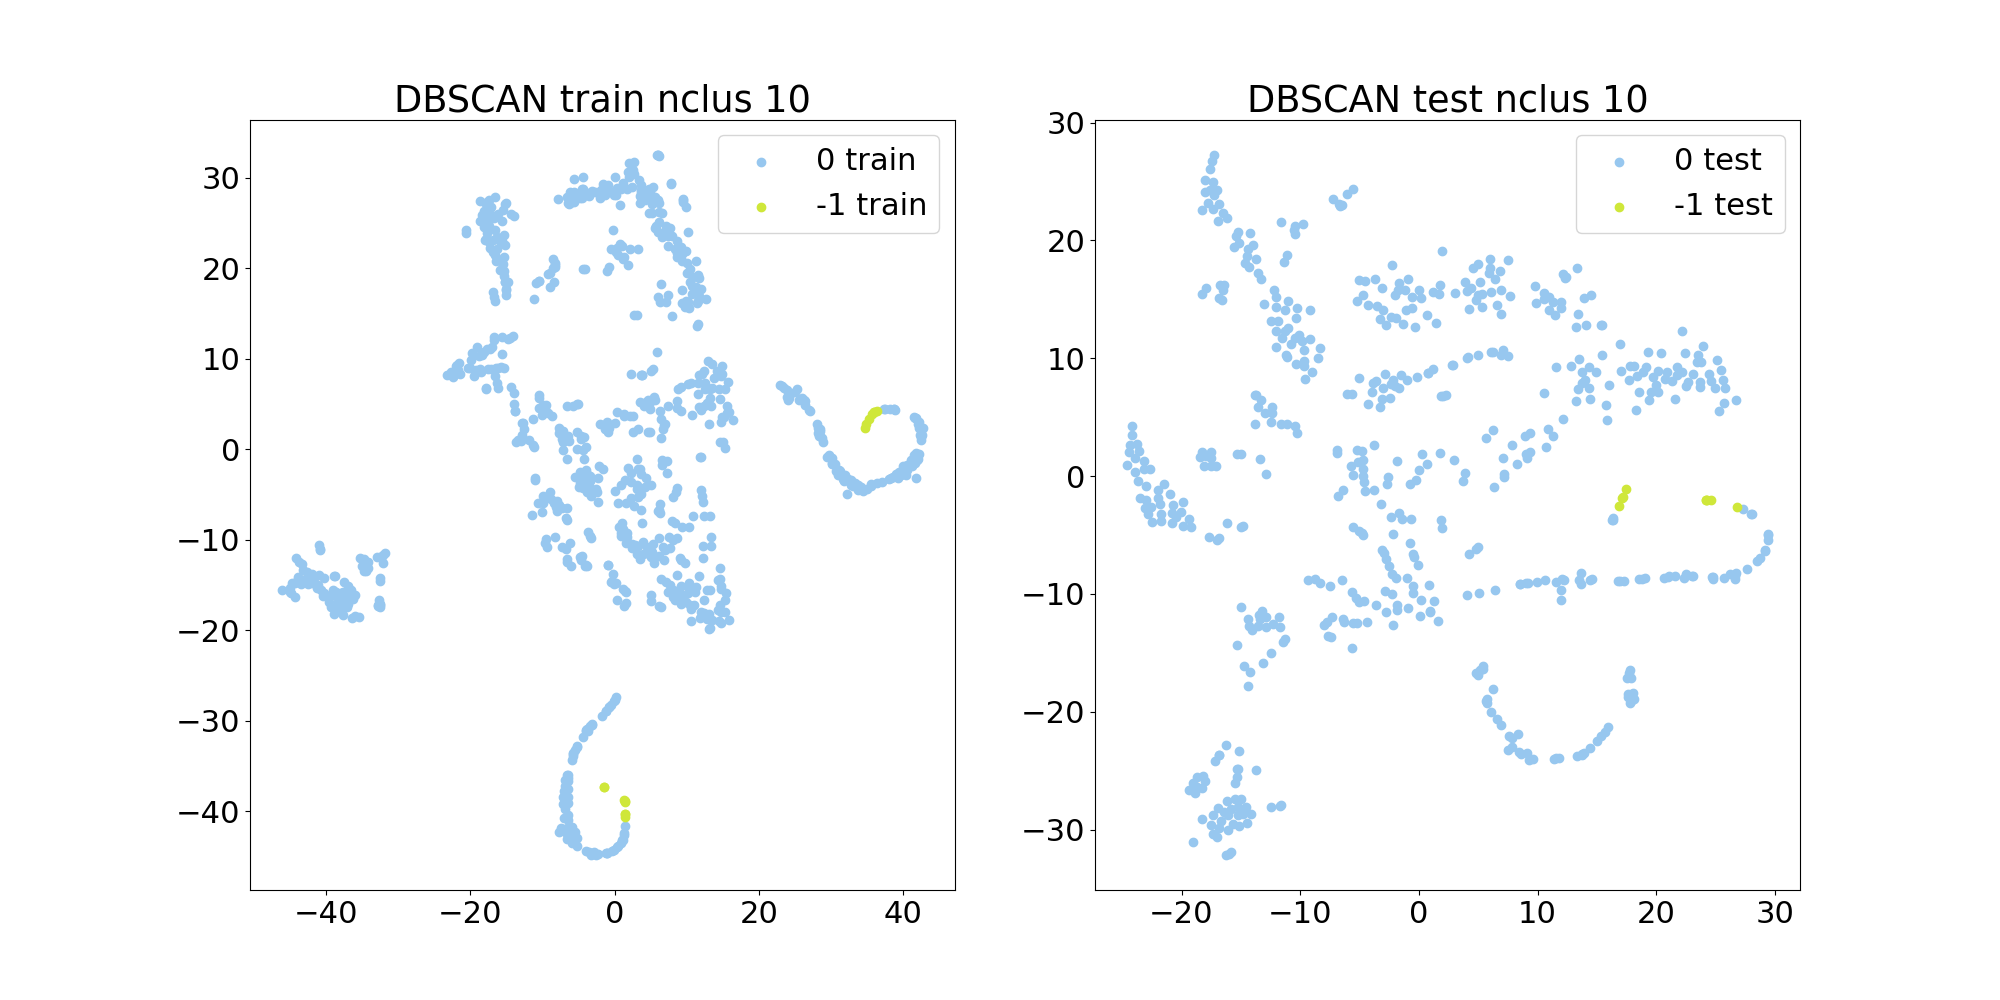 DBSCAN train nclus 10
0 train
-1 train
30
20
10
0
−10
−20
−30
−40
−40 −20 0 20 40
DBSCAN test nclus 10
0 test
-1 test
30
20
10
0
−10
−20
−30
−20 −10 0 10 20 30